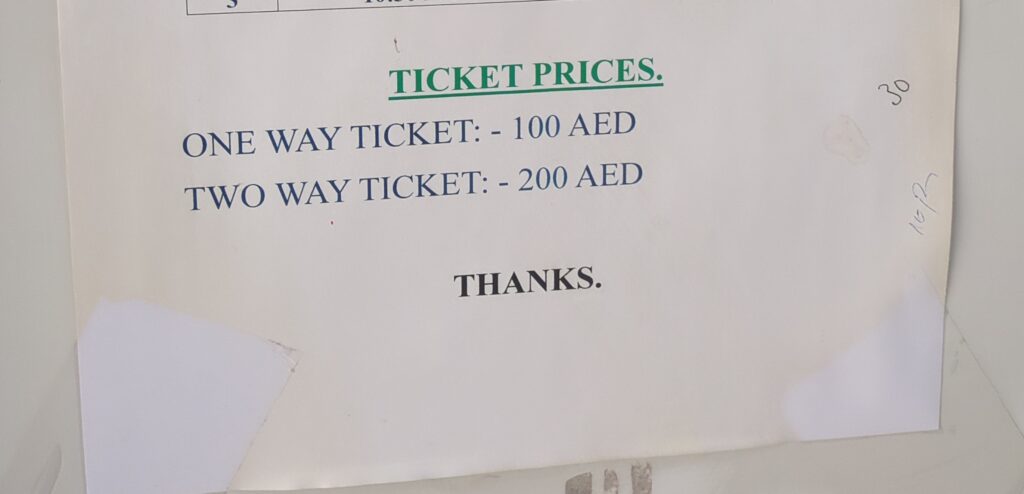 TICKET PRICES.
30
ONE WAY TICKET: - 100 AED
TWO WAY TICKET: - 200 AED
THANKS.